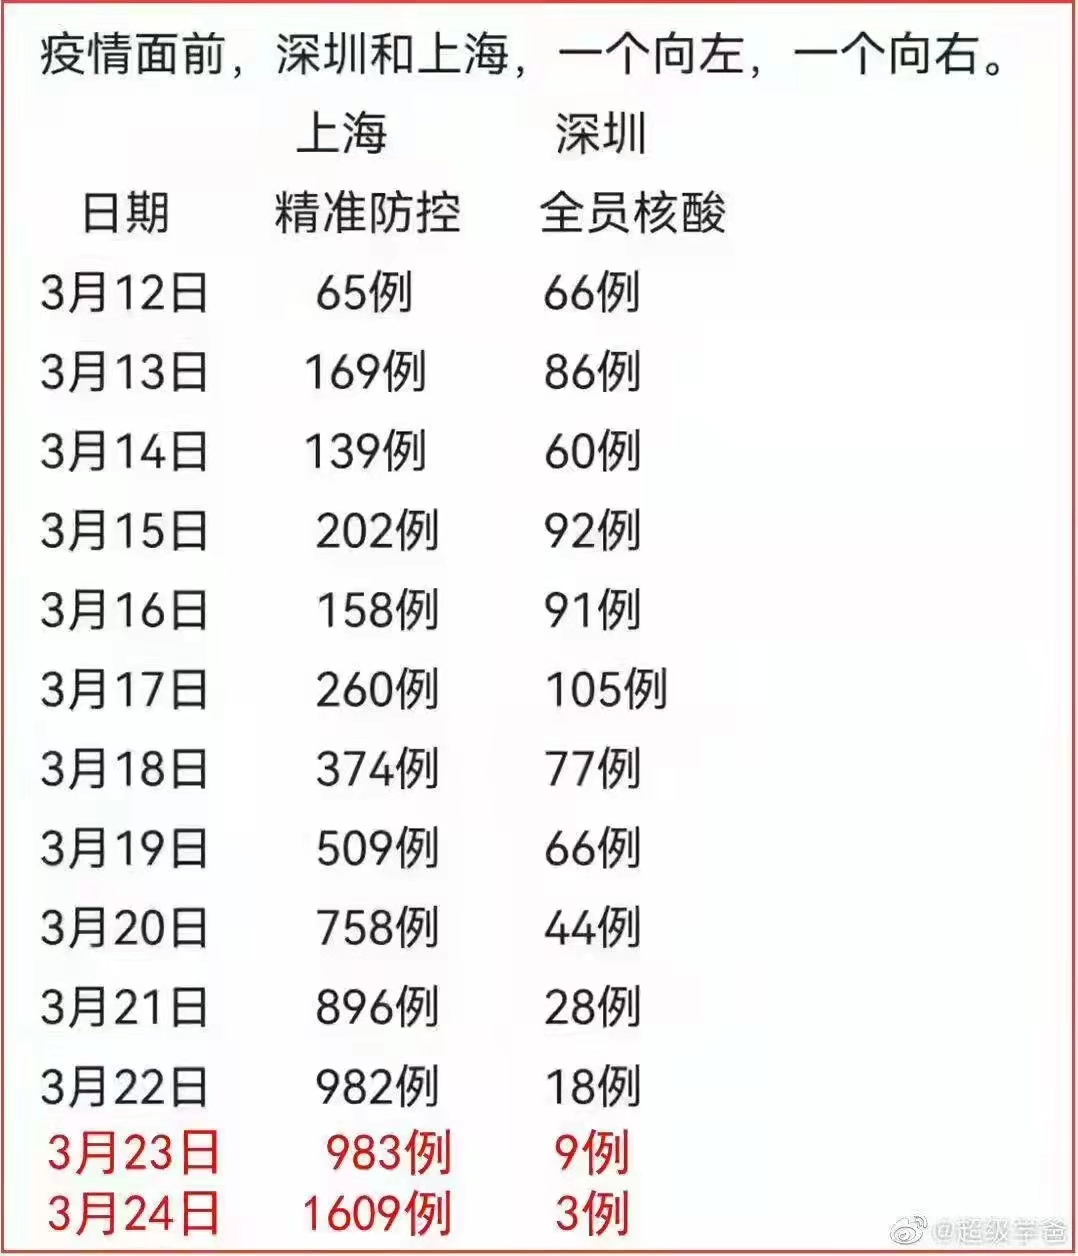 疫情面前，深圳和上海，一个向左，一个向右。
上海 深圳
日期 精准防控 全员核酸
3月12日 65例 66例
3月13日 169例 86例
3月14日 139例 60例
3月15日 202例 92例
3月16日 158例 91例
3月17日 260例 105例
3月18日 374例 77例
3月19日 509例 66例
3月20日 758例 44例
3月21日 896例 28例
3月22日 982例 18例
3月23日 983例 9例
3月24日 1609例 3例
@超级学爸